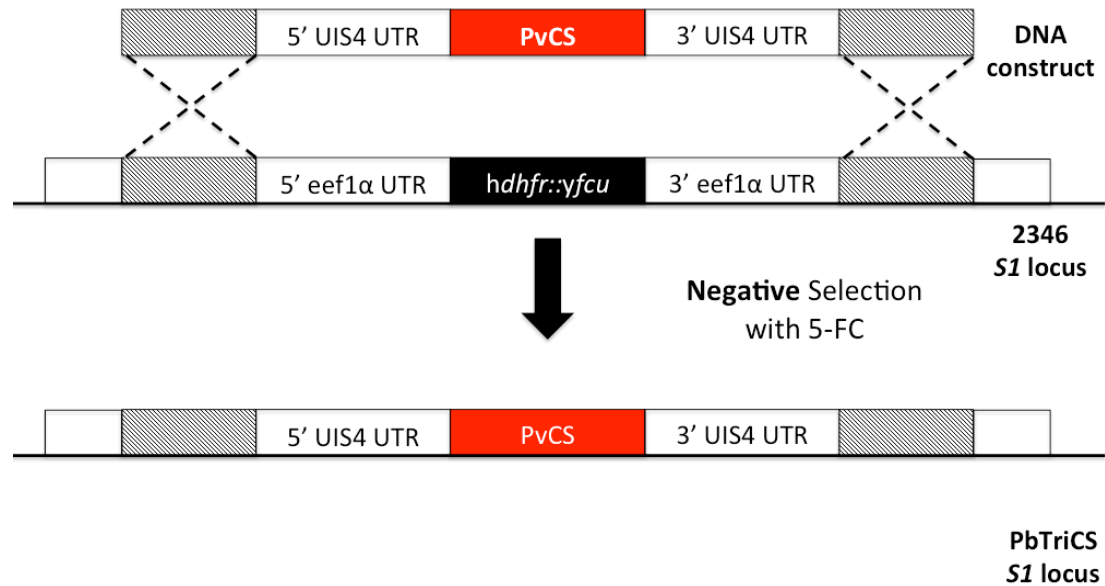 5’ UIS4 UTR PvCS 3’ UIS4 UTR
DNA
construct
5’ eef1α UTR hdhfr::yfcu 3’ eef1α UTR
2346
S1 locus
Negative Selection
with 5-FC
5’ UIS4 UTR PvCS 3’ UIS4 UTR
PbTriCS
S1 locus